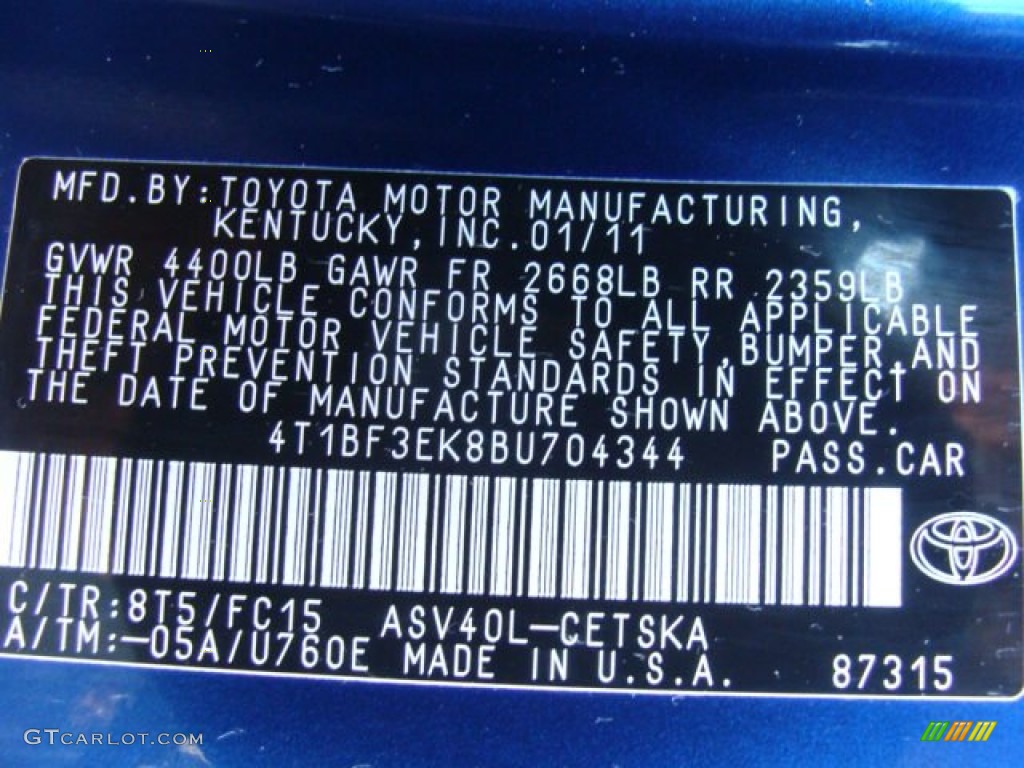 MFD.BY:TOYOTA MOTOR MANUFACTURING,
KENTUCKY,INC.01/11
GVWR 4400LB GAWR FR 2668LB RR 2359LB
THIS VEHICLE CONFORMS TO ALL APPLICABLE
FEDERAL MOTOR VEHICLE SAFETY,BUMPER,AND
THEFT PREVENTION STANDARDS IN EFFECT ON
THE DATE OF MANUFACTURE SHOWN ABOVE.
4T1BF3EK8BU704344 PASS.CAR
C/TR:8T5/FC15 ASV40L-CETSKA
A/TM:-05A/U760E MADE IN U.S.A. 87315
GTCARLOT.COM